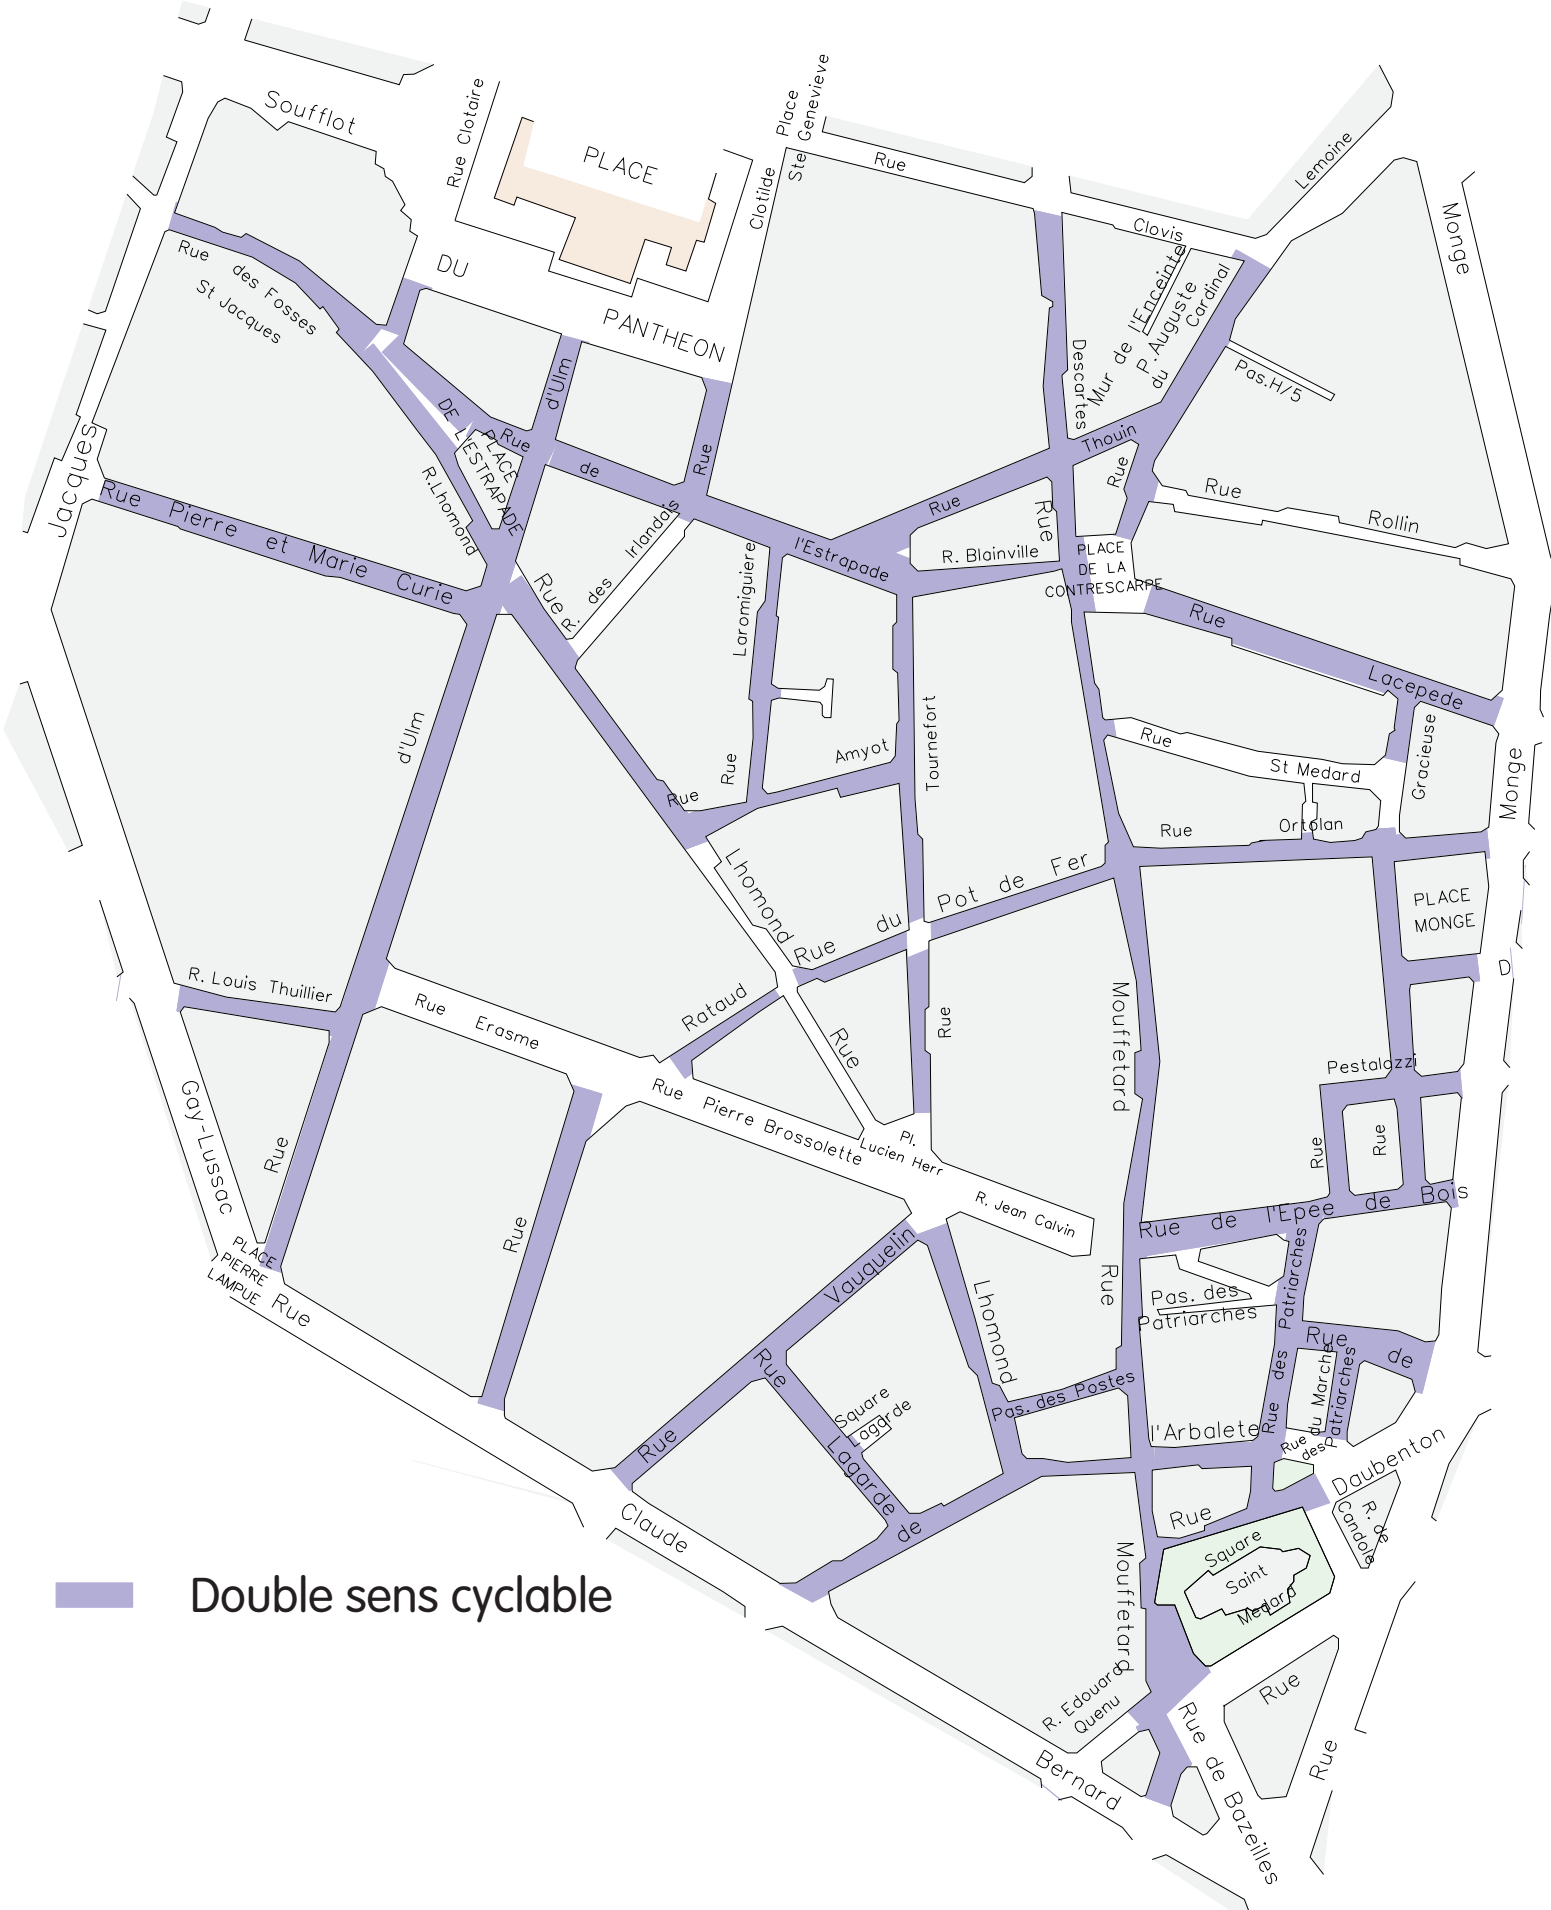 Soufflot
Rue Clotaire
PLACE
Place
Ste Genevieve
Clotilde
Rue
Clovis
Lemoine
Monge
DU
PANTHEON
Rue
des Fosses
St Jacques
Mur de l'Enceinte
P. Auguste
du Cardinal
Pas.H/5
Descartes
Thouin
Rue
Jacques
d'Ulm
DE L'ESTRAPADE
PLACE
Rue
de
l'Estrapade
Rue
R.Lhomond
Rue Pierre et Marie Curie
Rue
R. des Irlandais
Laromiguiere
Rue
Rue
Rue
R. Blainville
PLACE
DE LA
CONTRESCARPE
Rue
Rollin
Rue
Lacepede
Rue
St Medard
Gracieuse
Monge
Rue
Ortolan
d'Ulm
Amyot
Rue
Tournefort
Lhomond
Rue du Pot de Fer
PLACE
MONGE
D
R. Louis Thuillier
Rue Erasme
Rataud
Rue
Rue
Mouffetard
Pestalozzi
Rue
Rue
Gay-Lussac
Rue
Rue Pierre Brossolette
Pl.
Lucien Herr
R. Jean Calvin
Rue de l'Epee de Bois
Rue
PLACE
PIERRE
LAMPUE
Rue
Vauquelin
Rue
Lhomond
Rue
Pas. des
Patriarches
Patriarches
des
Rue
Rue
de
du Marche
Patriarches
Rue
des
Rue
Square
Lagarde
Lagarde
Pas. des Postes
l'Arbalete
Daubenton
R. de
Candole
Rue
de
Rue
Claude
Square
Saint
Medard
Mouffetard
R. Edouard
Quenu
Rue
Rue
Rue de Bazeilles
Bernard
Double sens cyclable